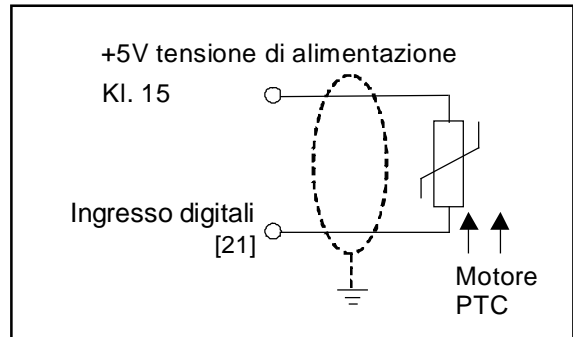 +5V tensione di alimentazione
Kl. 15
Ingresso digitali
[21]
Motore
PTC